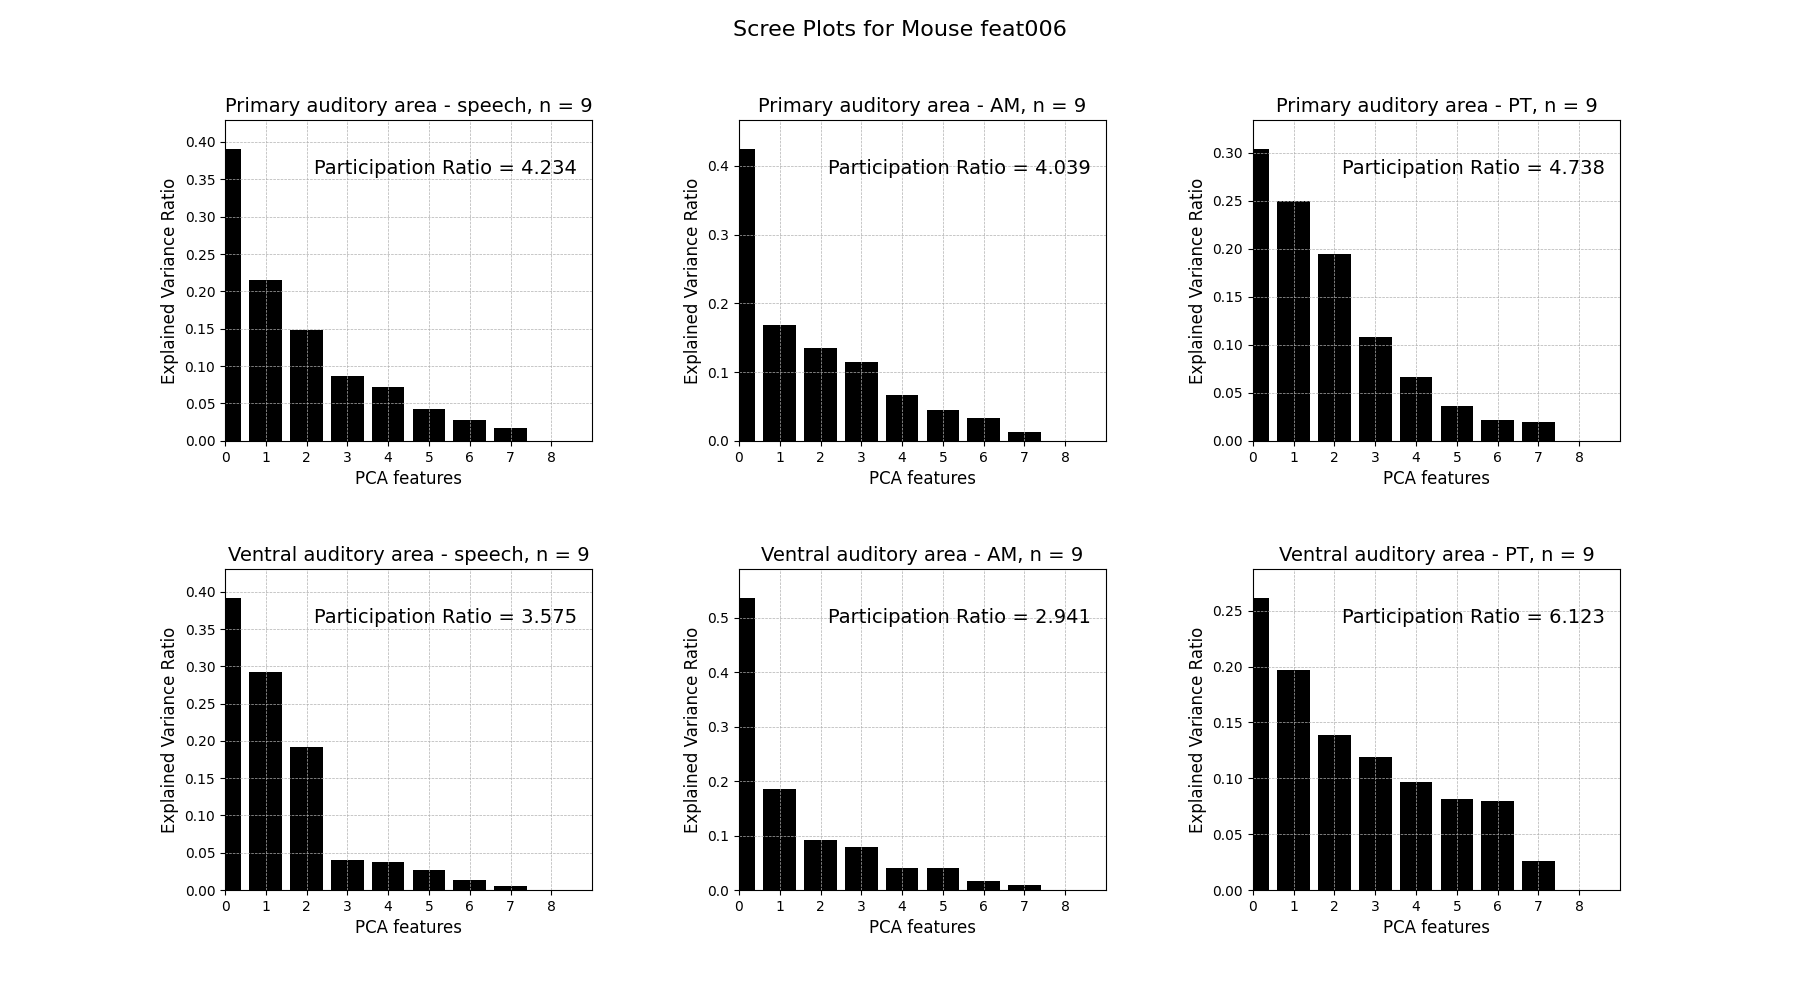 Scree Plots for Mouse feat006
Primary auditory area - speech, n = 9
Participation Ratio = 4.234
Explained Variance Ratio
0.40
0.35
0.30
0.25
0.20
0.15
0.10
0.05
0.00
0 1 2 3 4 5 6 7 8
PCA features
Primary auditory area - AM, n = 9
Participation Ratio = 4.039
Explained Variance Ratio
0.4
0.3
0.2
0.1
0.0
0 1 2 3 4 5 6 7 8
PCA features
Primary auditory area - PT, n = 9
Participation Ratio = 4.738
Explained Variance Ratio
0.30
0.25
0.20
0.15
0.10
0.05
0.00
0 1 2 3 4 5 6 7 8
PCA features
Ventral auditory area - speech, n = 9
Participation Ratio = 3.575
Explained Variance Ratio
0.40
0.35
0.30
0.25
0.20
0.15
0.10
0.05
0.00
0 1 2 3 4 5 6 7 8
PCA features
Ventral auditory area - AM, n = 9
Participation Ratio = 2.941
Explained Variance Ratio
0.5
0.4
0.3
0.2
0.1
0.0
0 1 2 3 4 5 6 7 8
PCA features
Ventral auditory area - PT, n = 9
Participation Ratio = 6.123
Explained Variance Ratio
0.25
0.20
0.15
0.10
0.05
0.00
0 1 2 3 4 5 6 7 8
PCA features